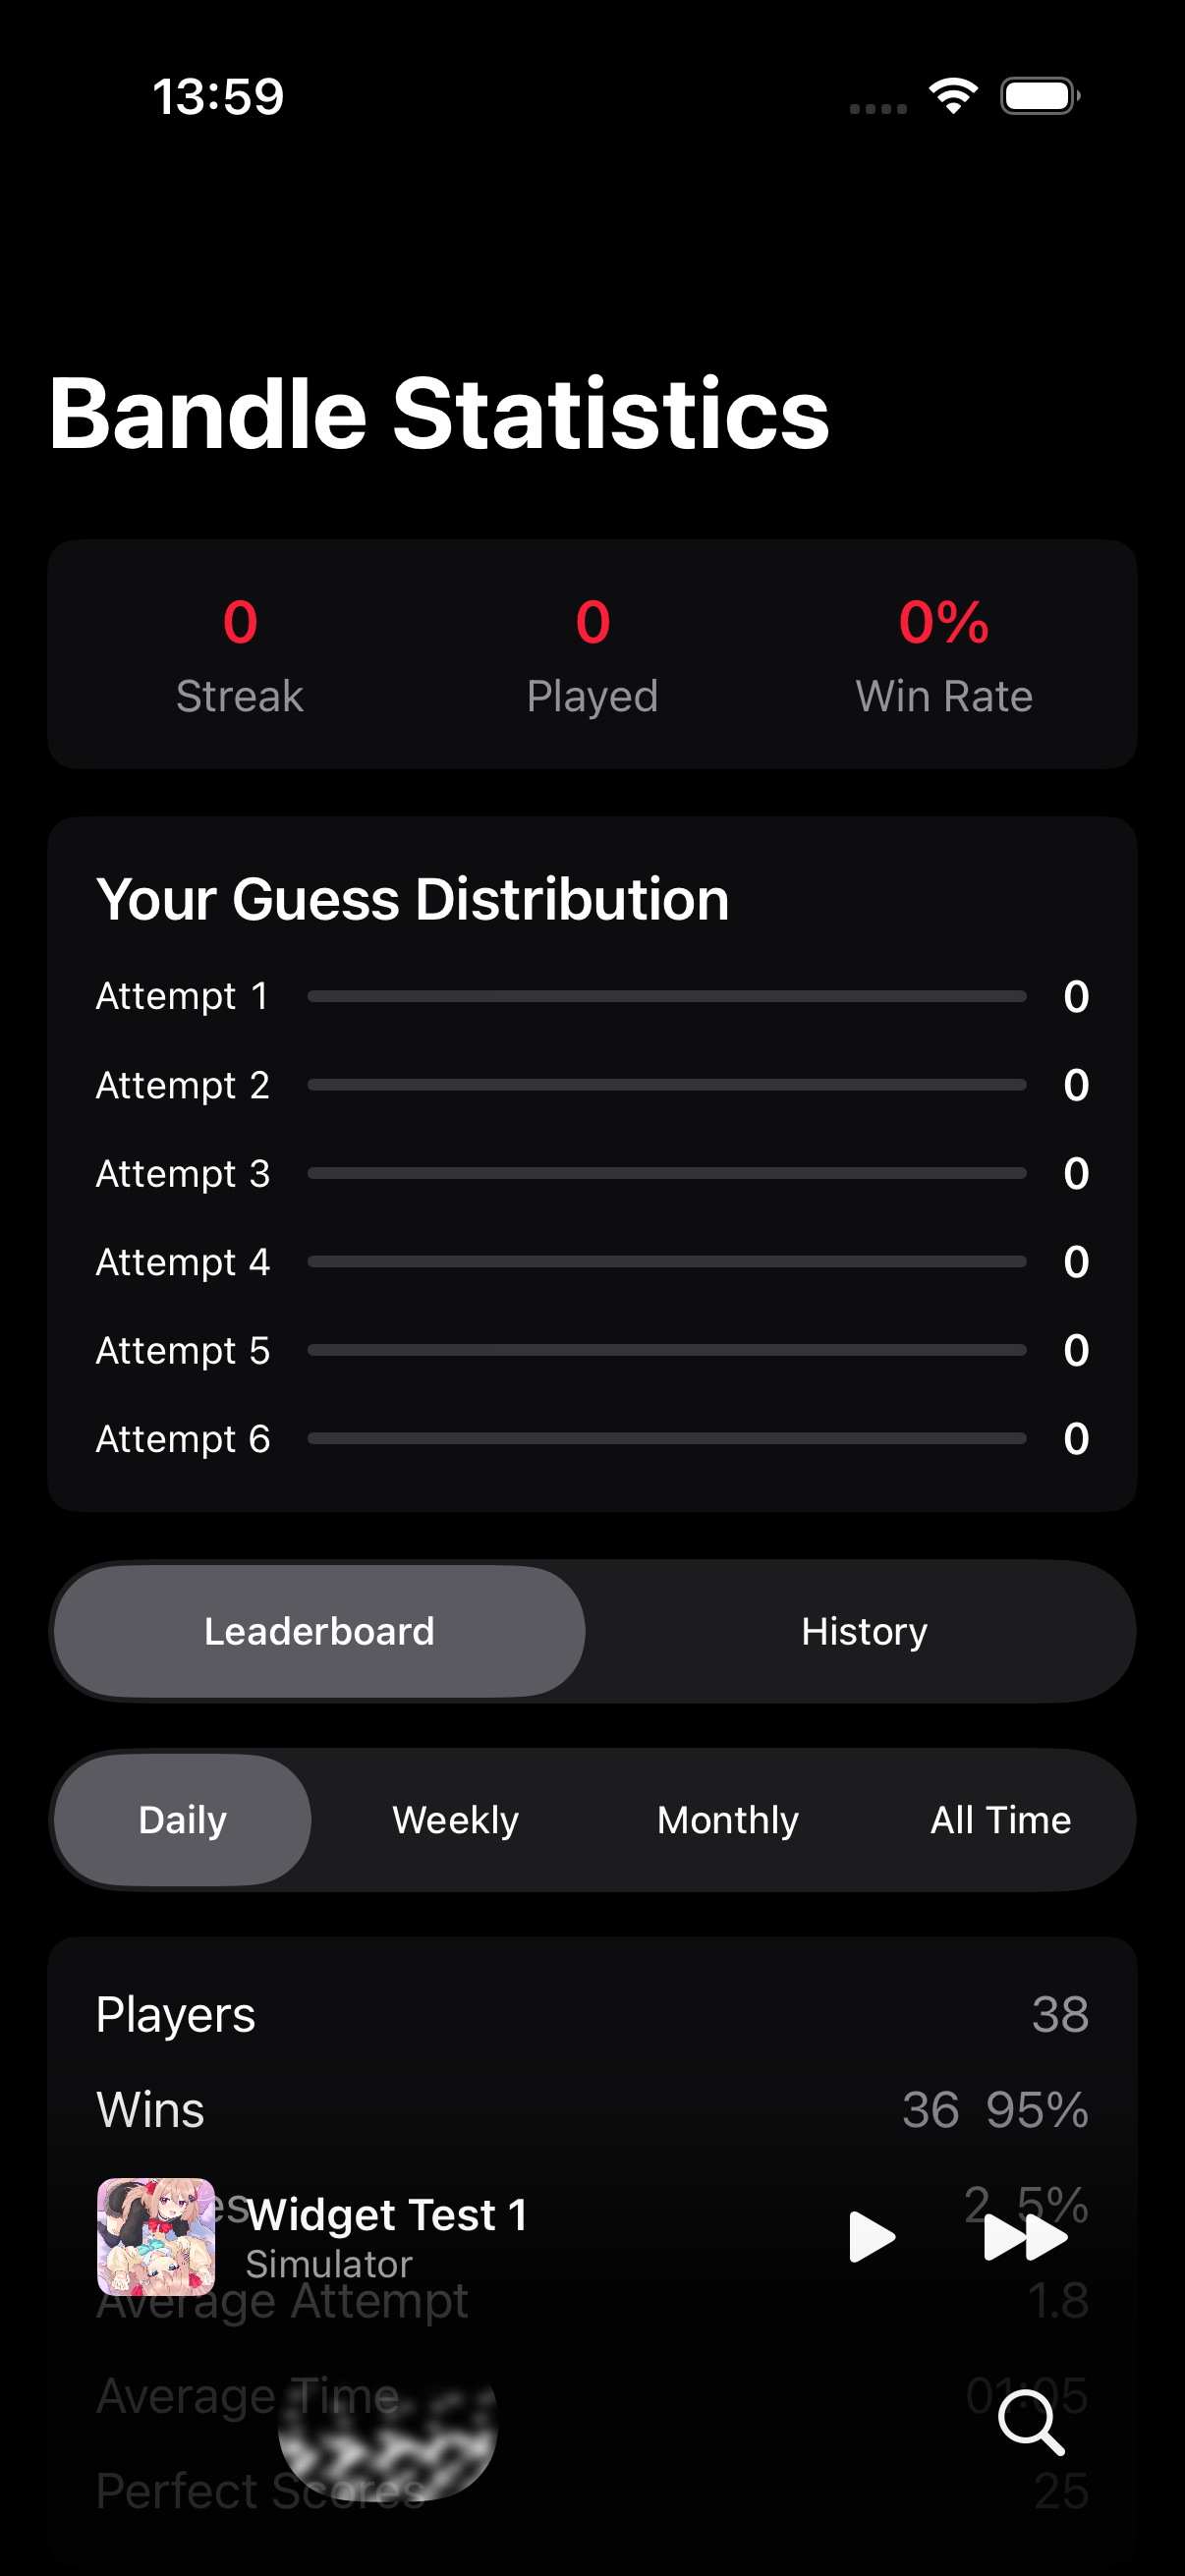 13:59
Bandle Statistics
0 0 0%
Streak Played Win Rate
Your Guess Distribution
Attempt 1 0
Attempt 2 0
Attempt 3 0
Attempt 4 0
Attempt 5 0
Attempt 6 0
Leaderboard History
Daily Weekly Monthly All Time
Players 38
Wins 36 95%
2 5%
Widget Test 1
Simulator
Average Attempt 1.8
Average Time 01:05
Perfect Scores 25